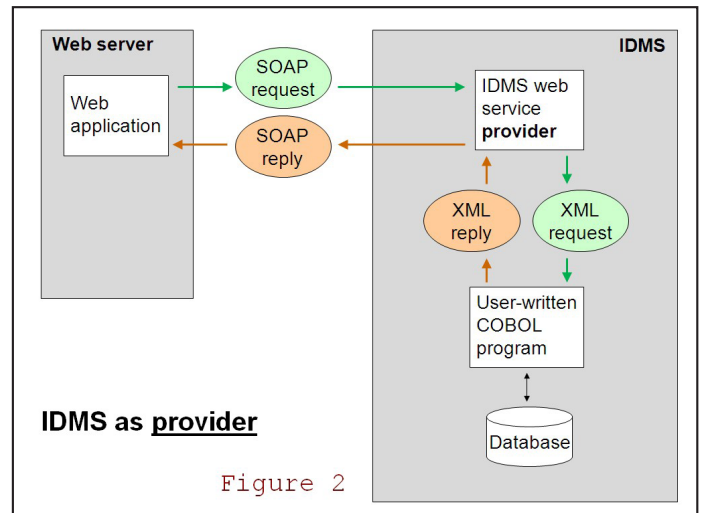 Web server
IDMS
SOAP
request
Web
application
IDMS web
service
provider
SOAP
reply
XML
reply
XML
request
User-written
COBOL
program
IDMS as provider
Database
Figure 2